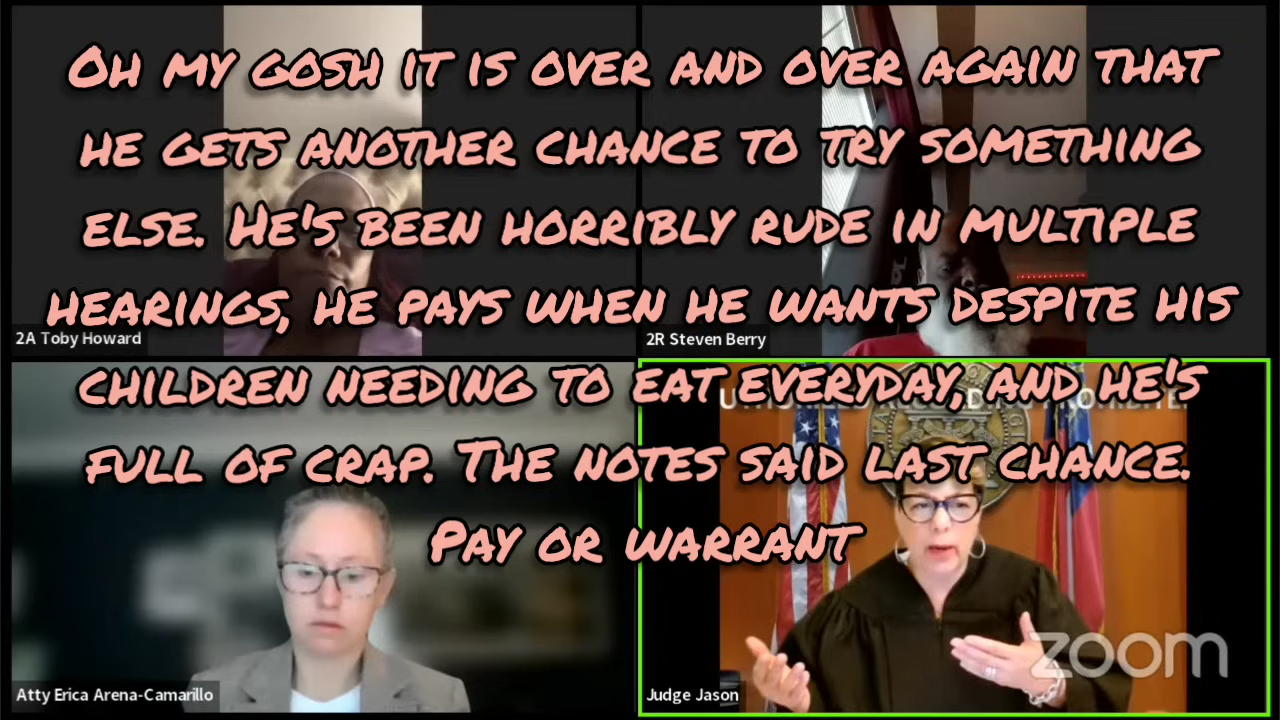 Oh my gosh it is over and over again that
he gets another chance to try something
else. He's been horribly rude in multiple
hearings, he pays when he wants despite his
2A Toby Howard
2R Steven Berry
children needing to eat everyday, and he's
full of crap. The notes said last chance.
Pay or warrant
zoom
Atty Erica Arena-Camarillo
Judge Jason